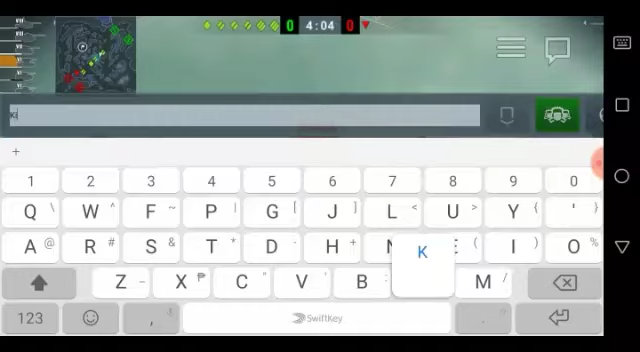 0 4:04 0
K
+
1 2 3 4 5 6 7 8 9 0
Q \ W ^ F ~ P | G [ J ] L < U > Y { ' }
A @ R # S & T * D - H + N K E ( I ) O %
Z – X ₱ C " V ' B : M /
123 , SwiftKey .